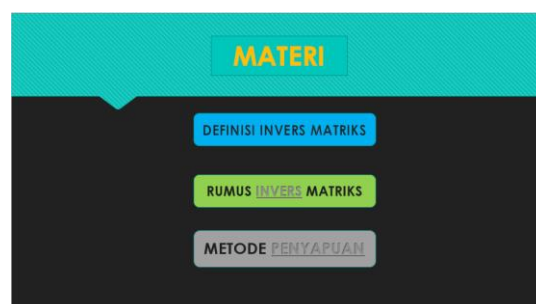 MATERI
DEFINISI INVERS MATRIKS
RUMUS INVERS MATRIKS
METODE PENYAPUAN